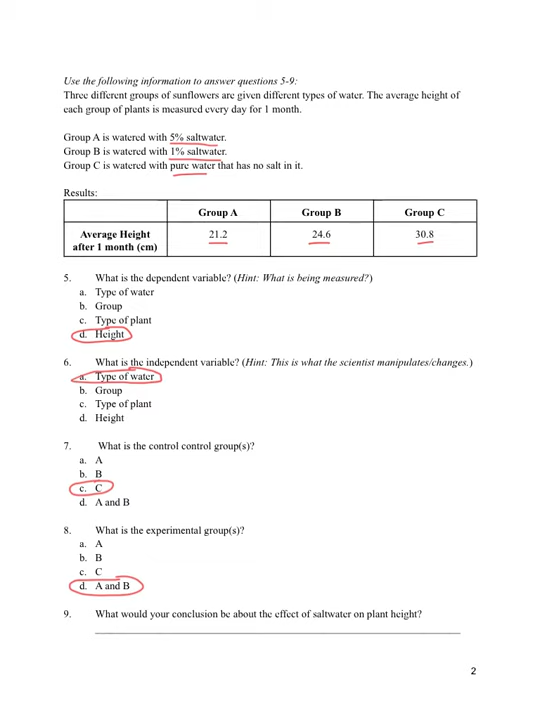 Use the following information to answer questions 5-9:
Three different groups of sunflowers are given different types of water. The average height of
each group of plants is measured every day for 1 month.
Group A is watered with 5% saltwater.
Group B is watered with 1% saltwater.
Group C is watered with pure water that has no salt in it.
Results:
Group A Group B Group C
Average Height 21.2 24.6 30.8
after 1 month (cm)
5. What is the dependent variable? (Hint: What is being measured?)
a. Type of water
b. Group
c. Type of plant
d. Height
6. What is the independent variable? (Hint: This is what the scientist manipulates/changes.)
a. Type of water
b. Group
c. Type of plant
d. Height
7. What is the control control group(s)?
a. A
b. B
c. C
d. A and B
8. What is the experimental group(s)?
a. A
b. B
c. C
d. A and B
9. What would your conclusion be about the effect of saltwater on plant height?
2